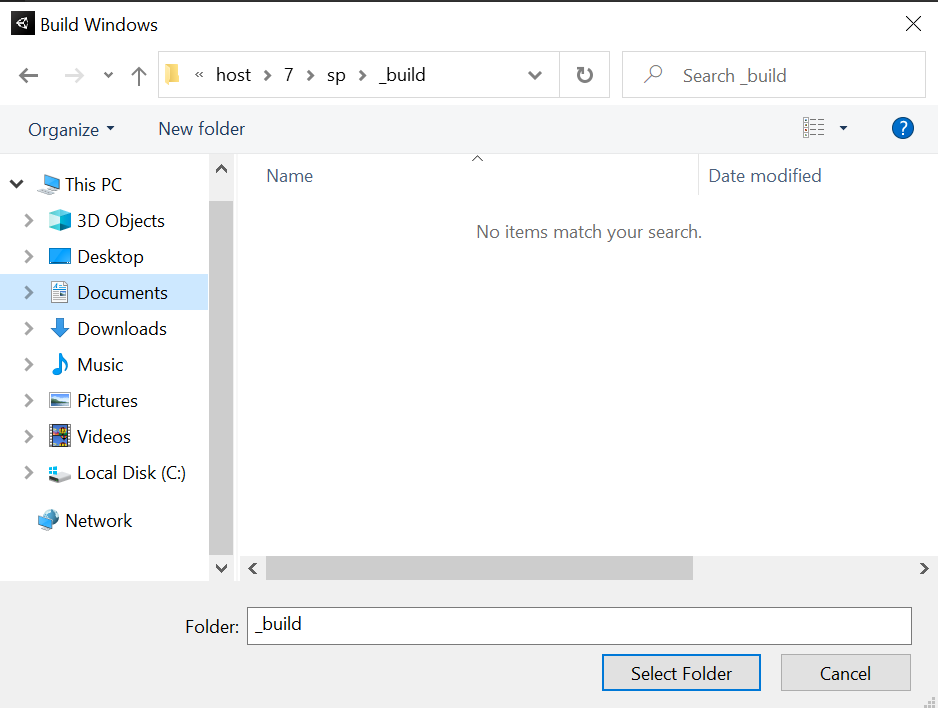 Build Windows
« host > 7 > sp > _build
Search _build
Organize
New folder
?
Name
Date modified
This PC
3D Objects
Desktop
Documents
Downloads
Music
Pictures
Videos
Local Disk (C:)
Network
No items match your search.
Folder:
_build
Select Folder
Cancel